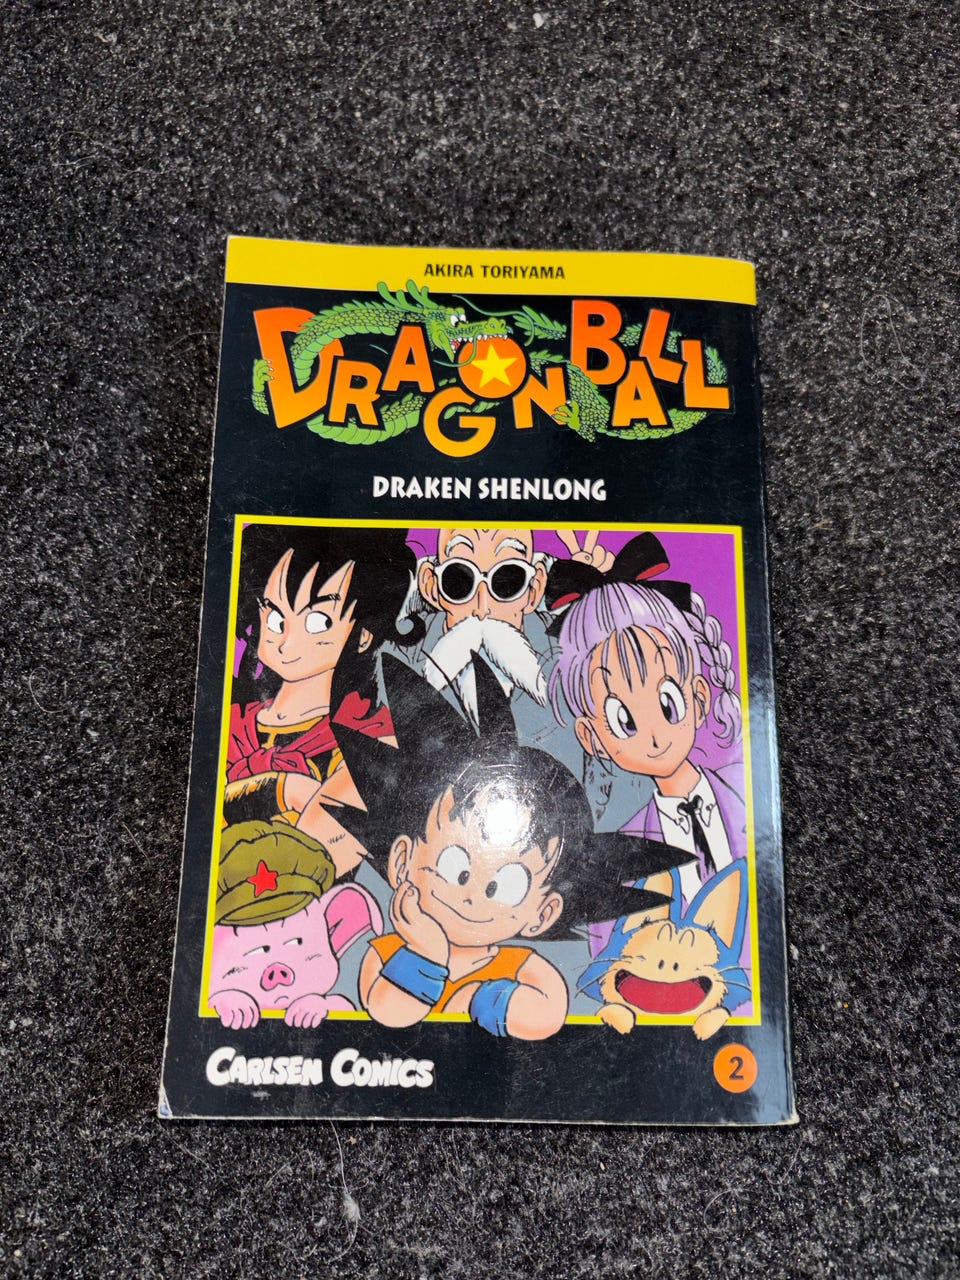 AKIRA TORIYAMA
DRAGON BALL
DRAKEN SHENLONG
CARLSEN COMICS
2